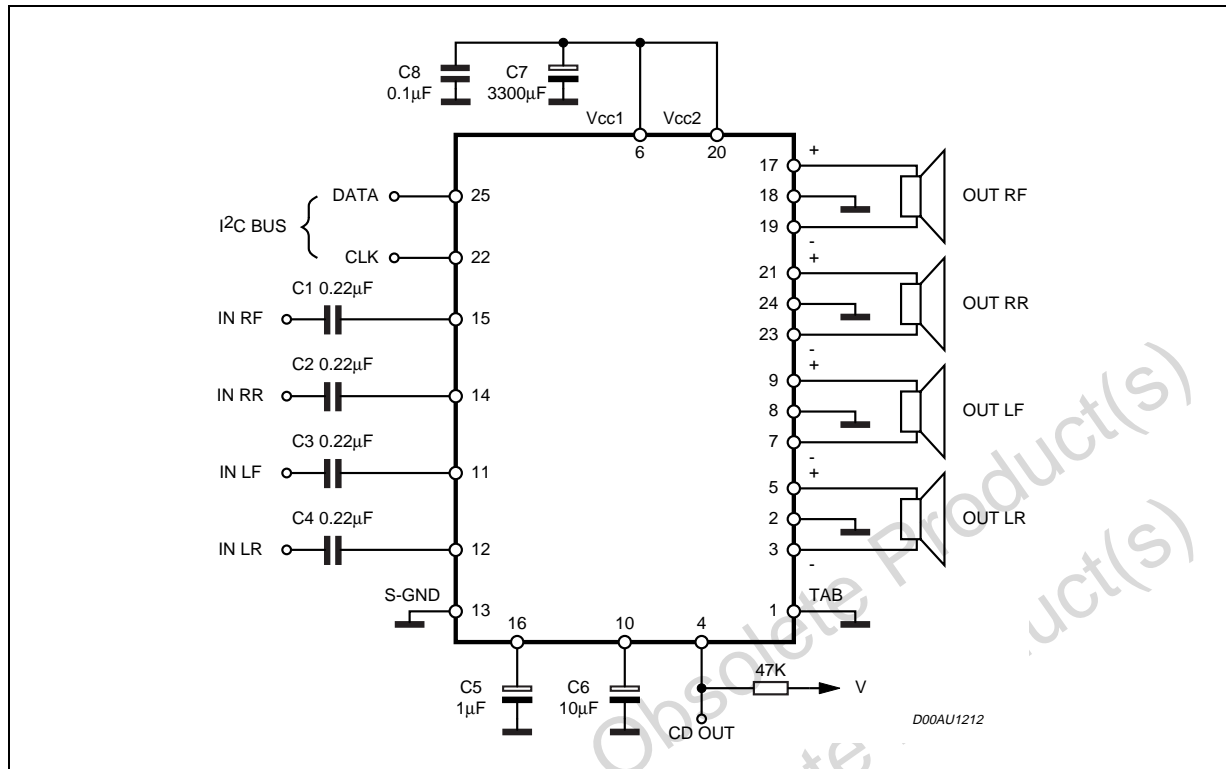 C8
0.1µF
C7
3300µF
Vcc1
Vcc2
6
20
I2C BUS
DATA
25
CLK
22
C1 0.22µF
IN RF
15
C2 0.22µF
IN RR
14
C3 0.22µF
IN LF
11
C4 0.22µF
IN LR
12
S-GND
13
17
+
18
19
-
OUT RF
+
21
24
23
-
OUT RR
+
9
8
7
-
OUT LF
+
5
2
3
-
OUT LR
1
TAB
16
10
4
C5
1µF
C6
10µF
47K
V
CD OUT
D00AU1212
Obsolete Product(s)
uct(s)
te